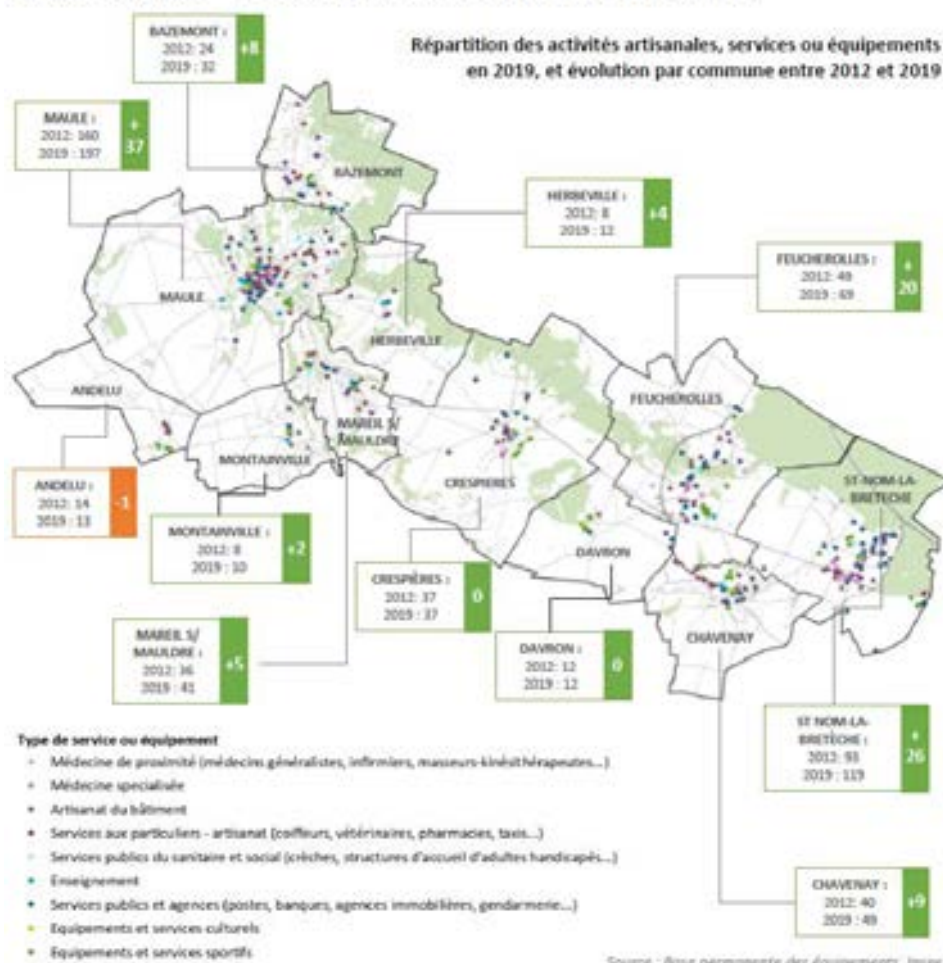 Répartition des activités artisanales, services ou équipements
en 2019, et évolution par commune entre 2012 et 2019
BAZEMONT :
2012: 24
2019 : 32
+8
MAULE :
2012: 160
2019 : 197
+
37
BAZEMONT
HERBEVILLE :
2012: 8
2019 : 12
+4
FEUCHEROLLES :
2012: 49
2019 : 69
+
20
MAULE
HERBEVILLE
ANDELU
FEUCHEROLLES
MAREIL S/
MAULDRE
MONTAINVILLE
CRESPIERES
ST-NOM-LA-
BRETECHE
ANDELU :
2012: 14
2019 : 13
-1
MONTAINVILLE :
2012: 8
2019 : 10
+2
DAVRON
CRESPIÈRES :
2012: 37
2019 : 37
0
CHAVENAY
MAREIL S/
MAULDRE :
2012: 36
2019 : 41
+5
DAVRON :
2012: 12
2019 : 12
0
ST NOM-LA-
BRETÈCHE :
2012: 93
2019 : 119
+
26
Type de service ou équipement
Médecine de proximité (médecins généralistes, infirmiers, masseurs-kinésithérapeutes...)
Médecine specialisée
Artisanat du bâtiment
Services aux particuliers - artisanat (coiffeurs, vétérinaires, pharmacies, taxis...)
Services publics du sanitaire et social (crèches, structures d'accueil d'adultes handicapés...)
Enseignement
Services publics et agences (postes, banques, agences immobilières, gendarmerie...)
Equipements et services culturels
Equipements et services sportifs
CHAVENAY :
2012: 40
2019 : 49
+9
Source : Base permanente des équipements, Insee